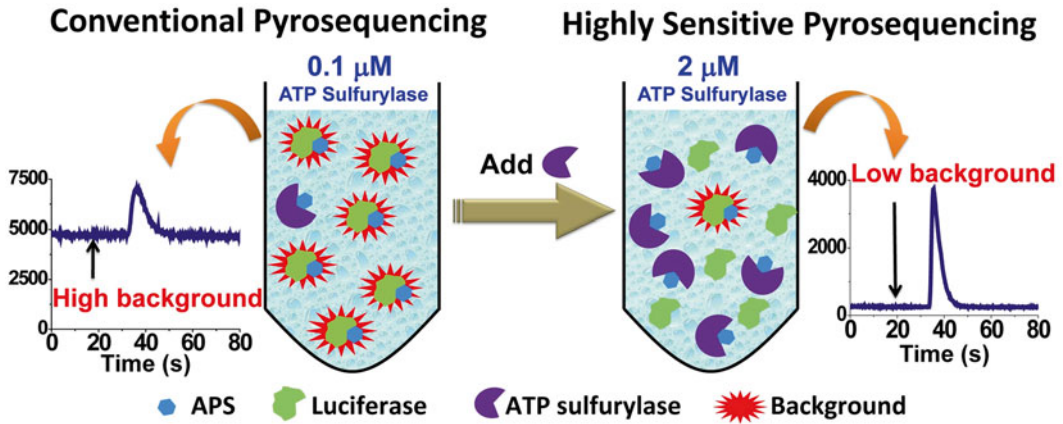 Conventional Pyrosequencing
Highly Sensitive Pyrosequencing
0.1 μM
ATP Sulfurylase
2 μM
ATP Sulfurylase
Add
7500
5000
2500
0
High background
0 20 40 60 80
Time (s)
Low background
4000
2000
0
0 20 40 60 80
Time (s)
APS
Luciferase
ATP sulfurylase
Background